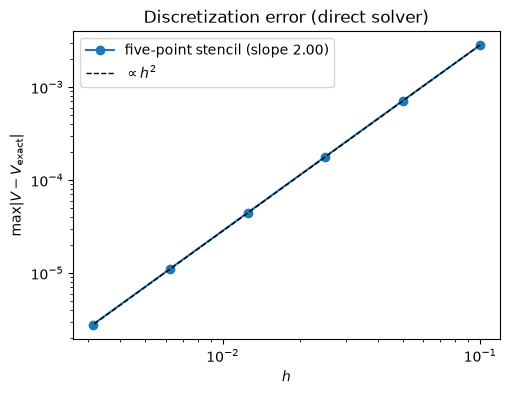 Discretization error (direct solver)
five-point stencil (slope 2.00)
∝ h²
max|V − V_exact|
10⁻³
10⁻⁴
10⁻⁵
10⁻²
10⁻¹
h